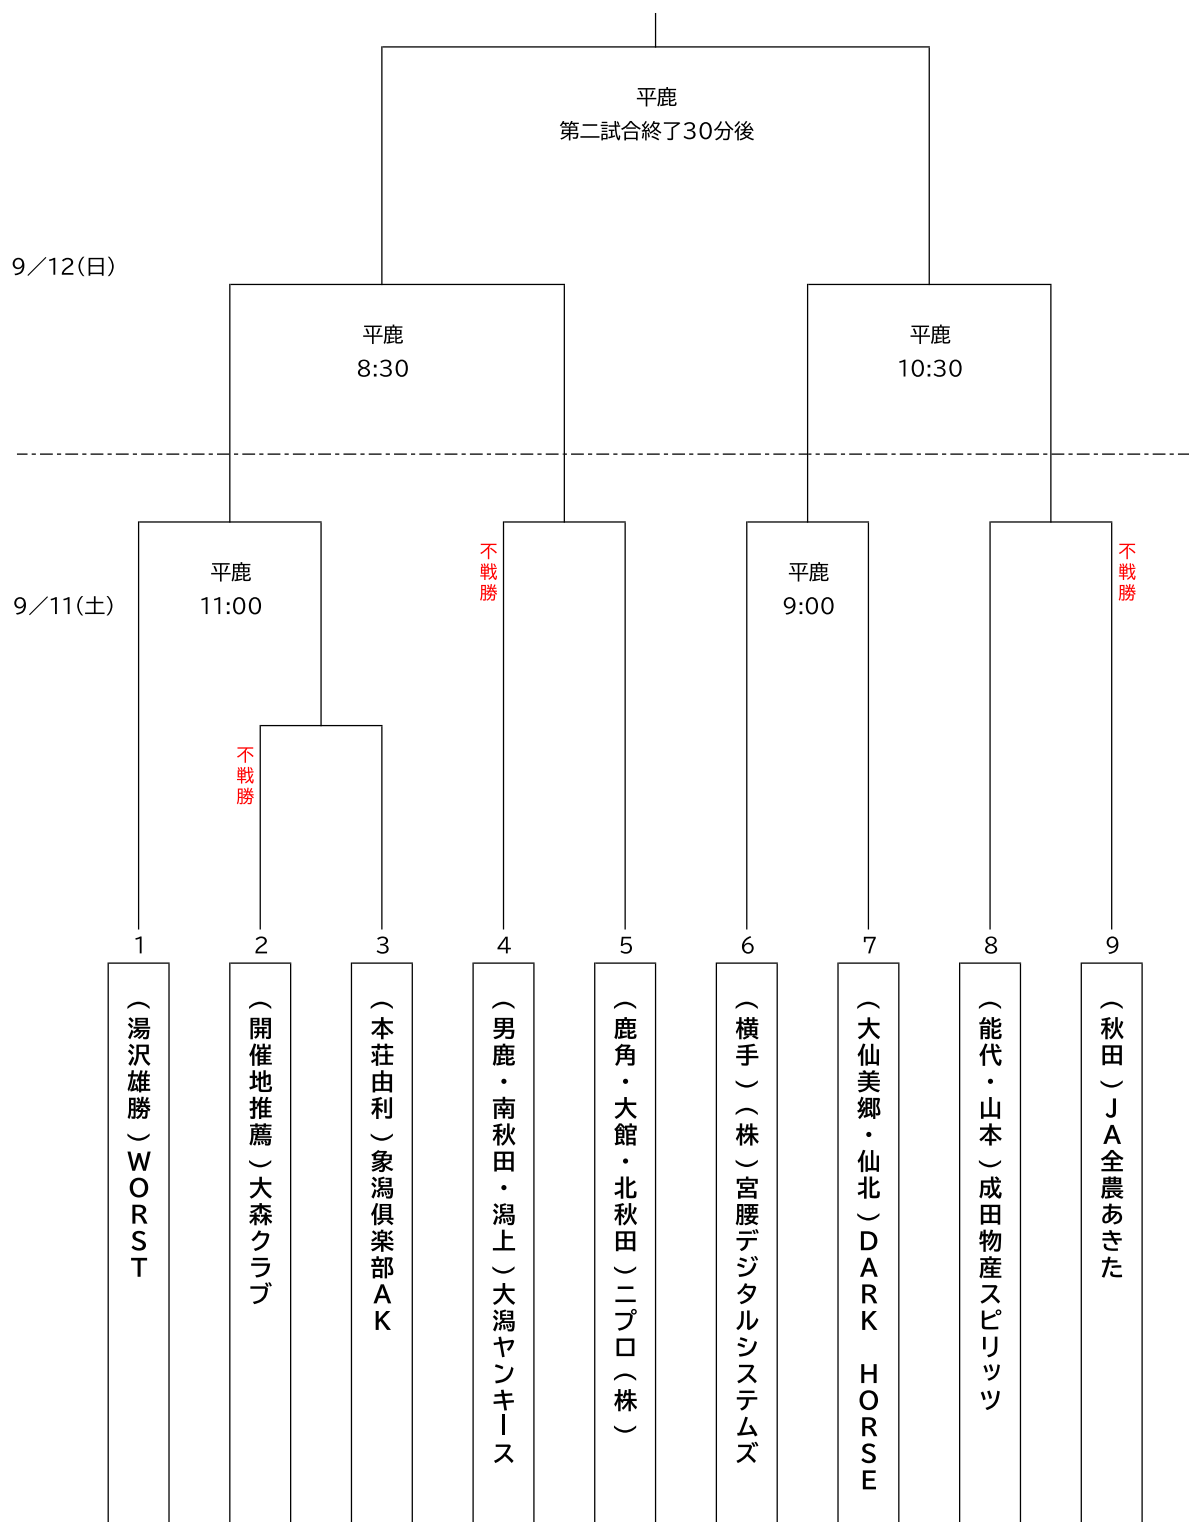 平鹿
第二試合終了30分後
9／12(日)
平鹿
8:30
平鹿
10:30
不戦勝
不戦勝
平鹿
11:00
平鹿
9:00
9／11(土)
不戦勝
1
2
3
4
5
6
7
8
9
（湯沢雄勝）WORST
（開催地推薦）大森クラブ
（本荘由利）象潟倶楽部AK
（男鹿・南秋田・潟上）大潟ヤンキース
（鹿角・大館・北秋田）ニプロ（株）
（横手）（株）宮腰デジタルシステムズ
（大仙美郷・仙北）DARK　HORSE
（能代・山本）成田物産スピリッツ
（秋田）JA全農あきた